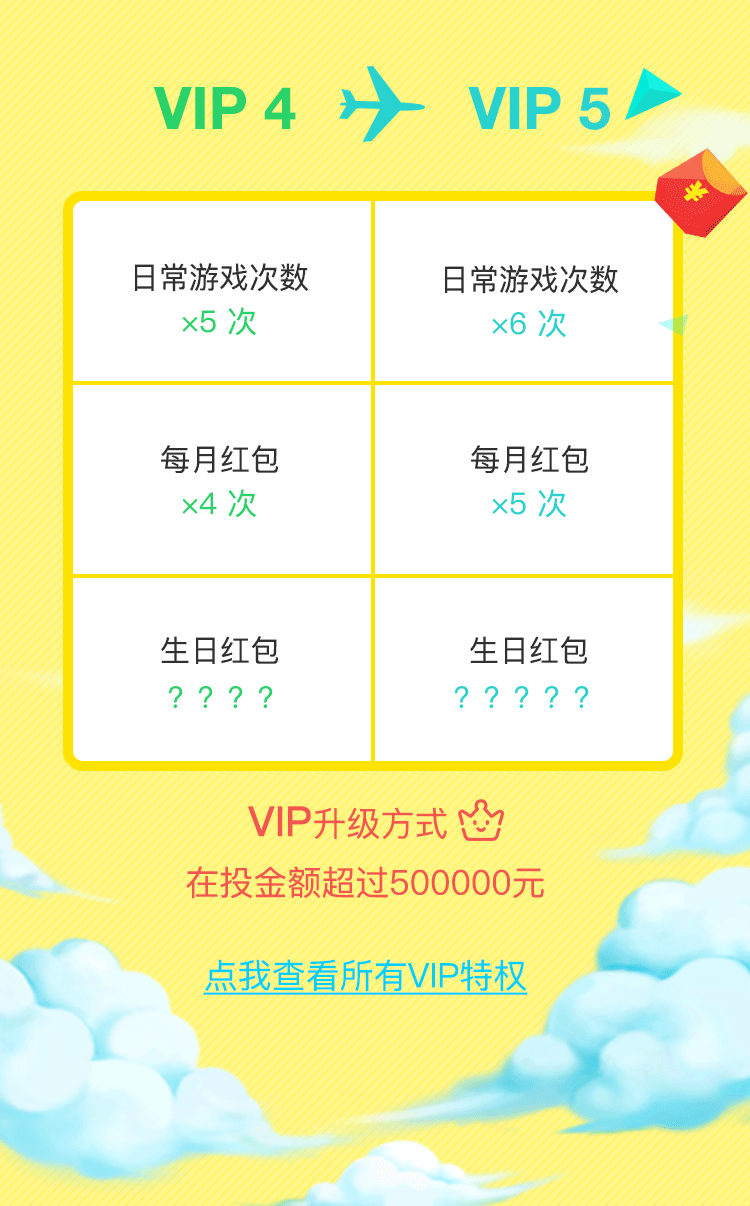 VIP 4 VIP 5
日常游戏次数 日常游戏次数
×5 次 ×6 次
每月红包 每月红包
×4 次 ×5 次
生日红包 生日红包
？？？？ ？？？？？
VIP升级方式
在投金额超过500000元
点我查看所有VIP特权
¥